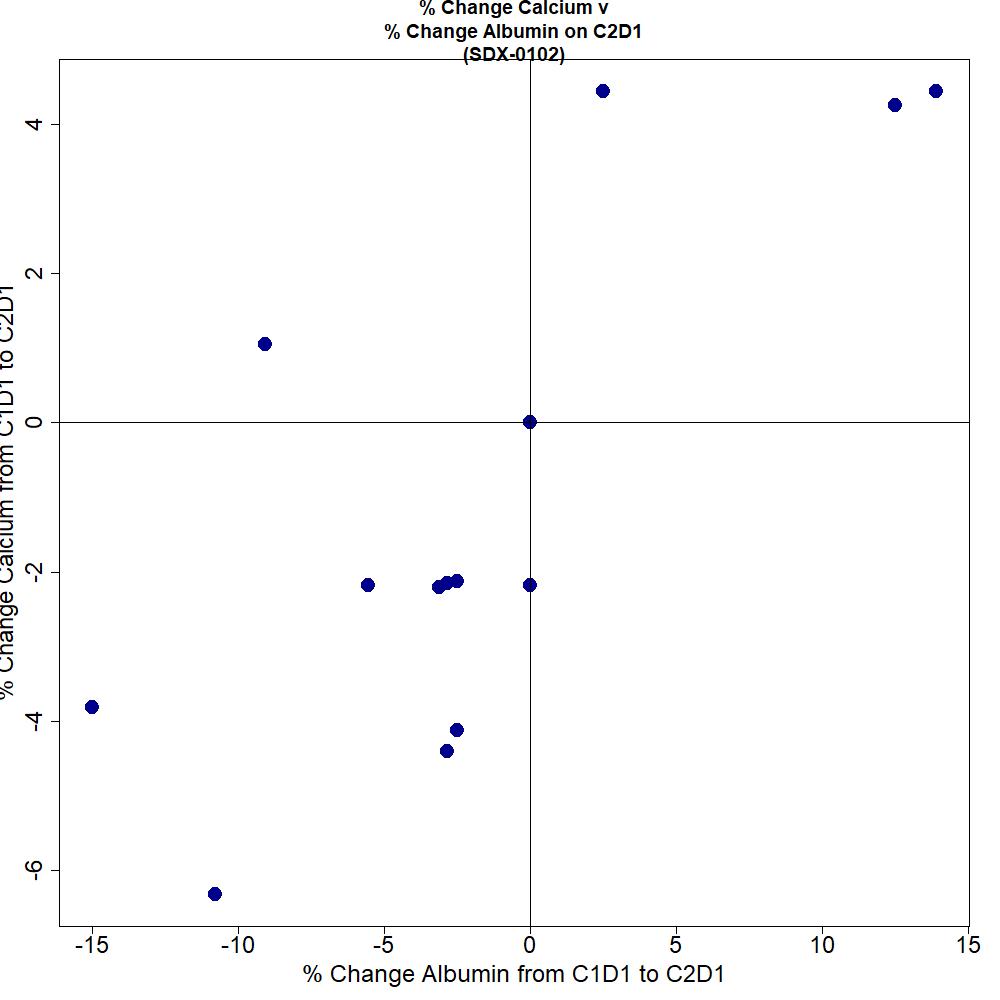 % Change Calcium v
% Change Albumin on C2D1
(SDX-0102)
% Change Calcium from C1D1 to C2D1
4
2
0
-2
-4
-6
-15
-10
-5
0
5
10
15
% Change Albumin from C1D1 to C2D1